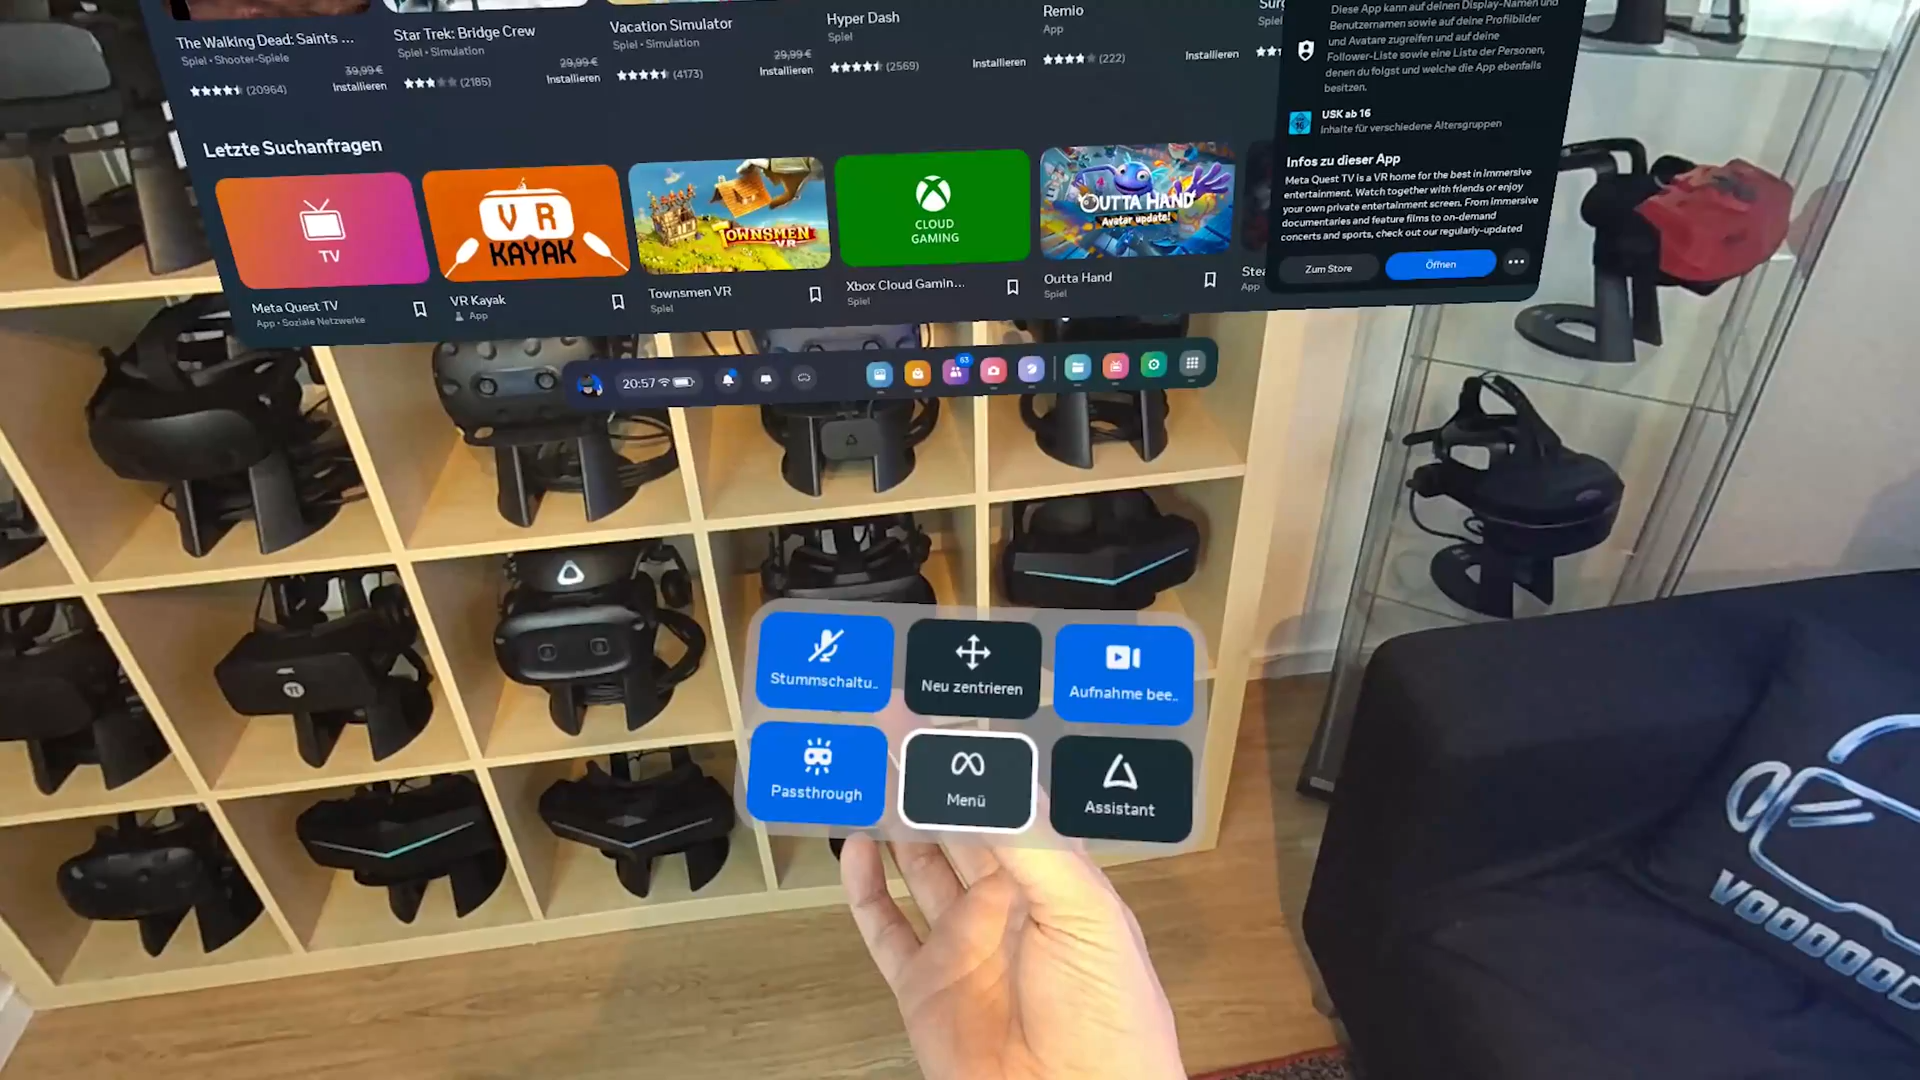 The Walking Dead: Saints ...
Spiel • Shooter-Spiele
39,99 €
(20964)
Installieren
Star Trek: Bridge Crew
Spiel • Simulation
29,99 €
(2185)
Installieren
Vacation Simulator
Spiel • Simulation
29,99 €
(4173)
Installieren
Hyper Dash
Spiel
(2569)
Installieren
Remio
App
(222)
Installieren
Spiel
Diese App kann auf deinen Display-Namen und
Benutzernamen sowie auf deine Profilbilder
und Avatare zugreifen und auf deine
Follower-Liste sowie eine Liste der Personen,
denen du folgst und welche die App ebenfalls
besitzen.
USK ab 16
Inhalte für verschiedene Altersgruppen
Infos zu dieser App
Meta Quest TV is a VR home for the best in immersive
entertainment. Watch together with friends or enjoy
your own private entertainment screen. From immersive
documentaries and feature films to on-demand
concerts and sports, check out our regularly-updated
Zum Store
Öffnen
Letzte Suchanfragen
TV
Meta Quest TV
App • Soziale Netzwerke
VR
KAYAK
VR Kayak
App
TOWNSMEN
VR
Townsmen VR
Spiel
CLOUD
GAMING
Xbox Cloud Gamin...
Spiel
OUTTA HAND
Avatar update!
Outta Hand
Spiel
App
20:57
63
Stummschaltu..
Neu zentrieren
Aufnahme bee..
Passthrough
Menü
Assistant